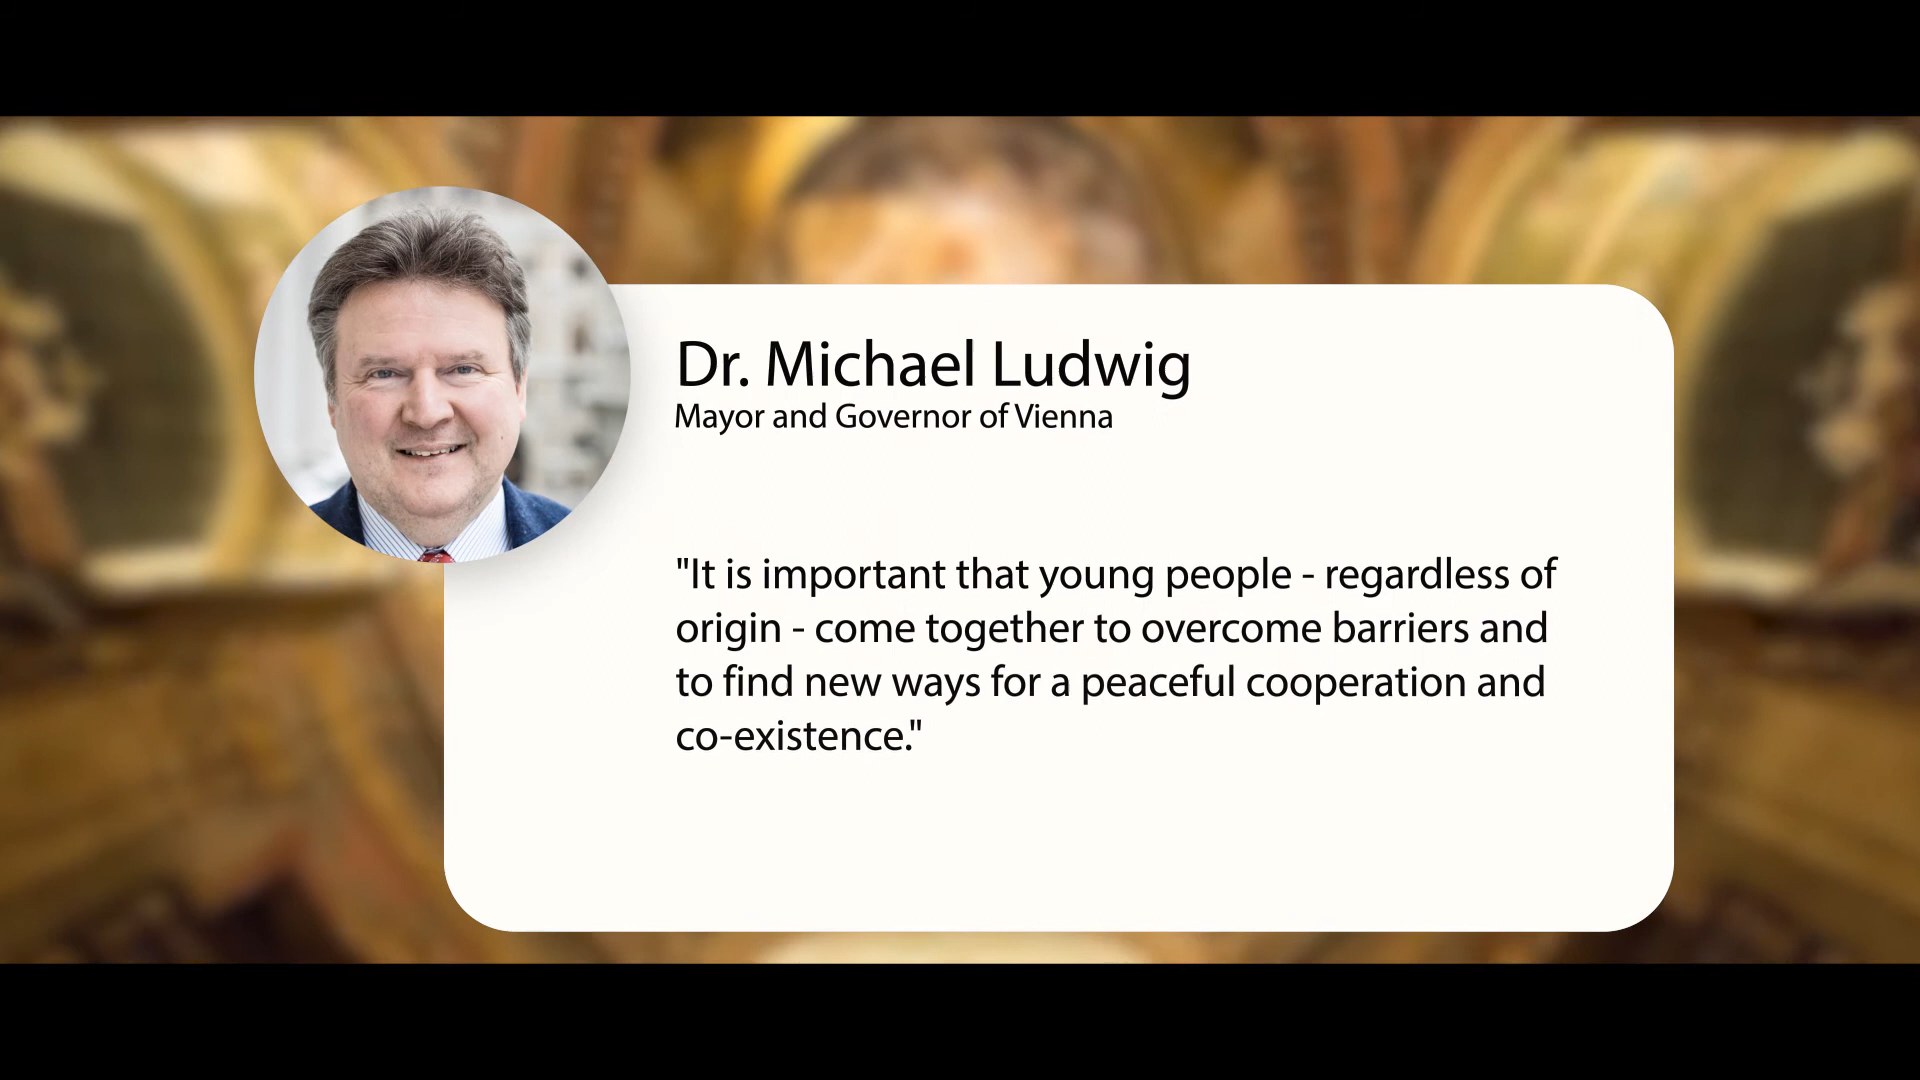 Dr. Michael Ludwig
Mayor and Governor of Vienna
"It is important that young people - regardless of
origin - come together to overcome barriers and
to find new ways for a peaceful cooperation and
co-existence."